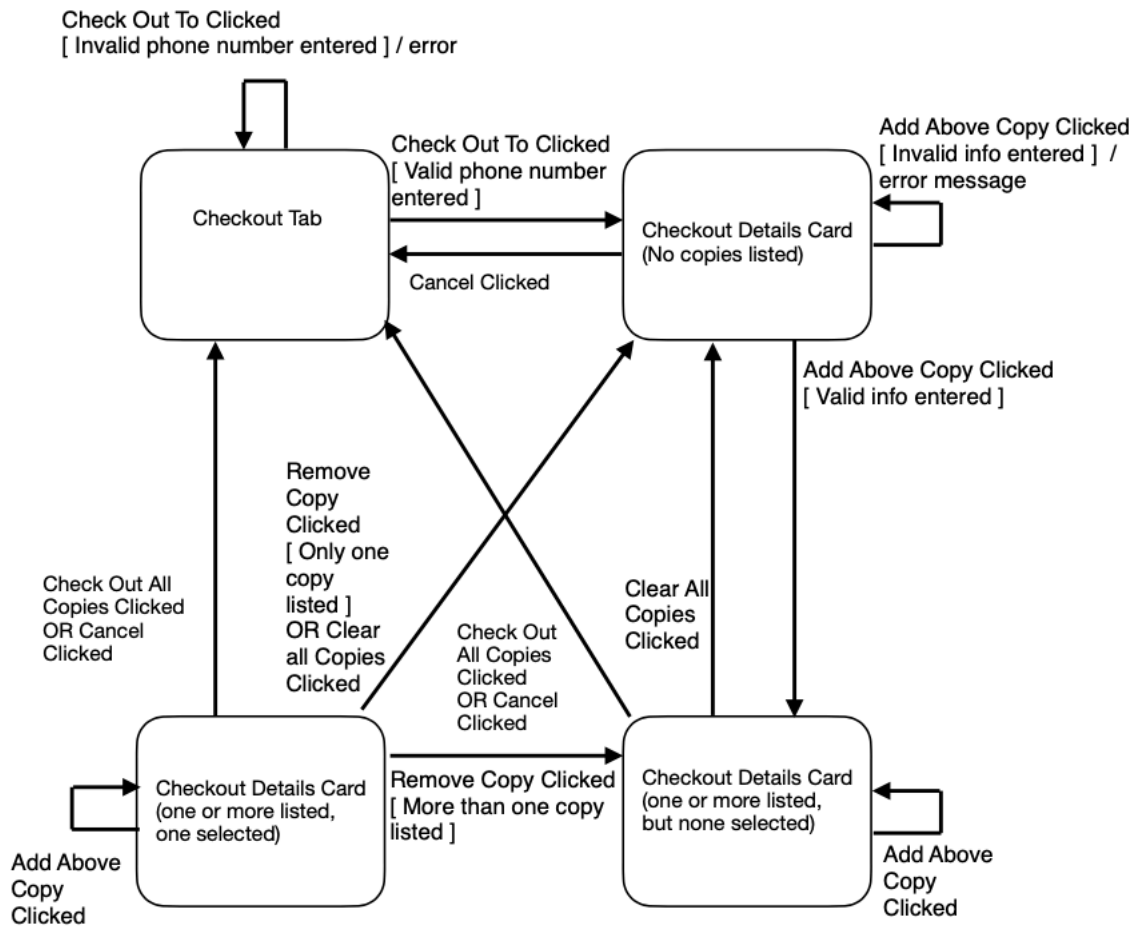 Check Out To Clicked
[ Invalid phone number entered ] / error
Check Out To Clicked
[ Valid phone number
entered ]
Add Above Copy Clicked
[ Invalid info entered ]  /
error message
Checkout Tab
Checkout Details Card
(No copies listed)
Cancel Clicked
Add Above Copy Clicked
[ Valid info entered ]
Remove
Copy
Clicked
[ Only one
copy
listed ]
OR Clear
all Copies
Clicked
Check Out All
Copies Clicked
OR Cancel
Clicked
Check Out
All Copies
Clicked
OR Cancel
Clicked
Clear All
Copies
Clicked
Checkout Details Card
(one or more listed,
one selected)
Remove Copy Clicked
[ More than one copy
listed ]
Checkout Details Card
(one or more listed,
but none selected)
Add Above
Copy
Clicked
Add Above
Copy
Clicked